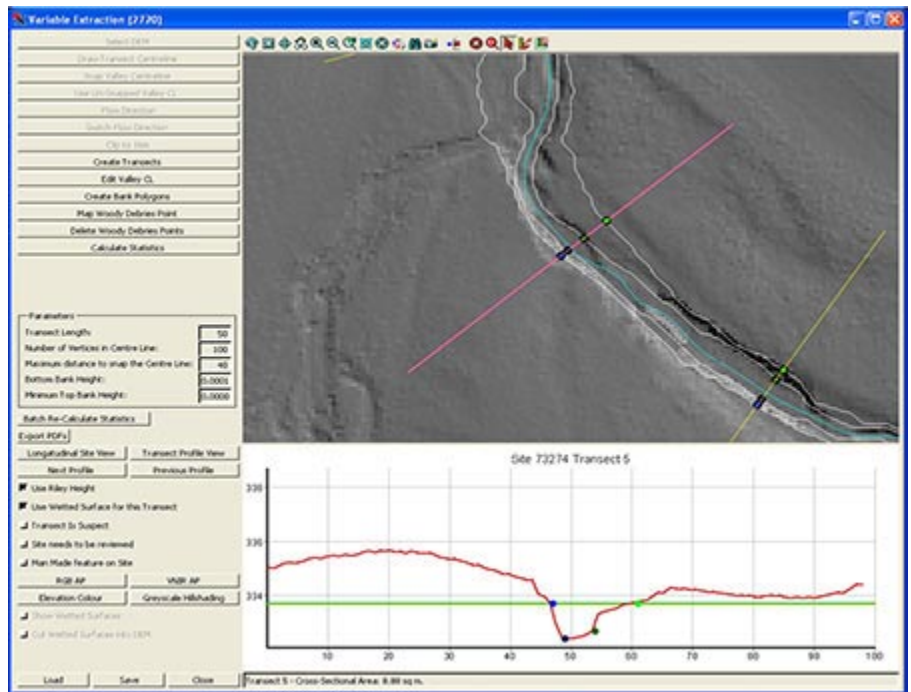 Variable Extraction (2720)
Select DEM
Draw Transect Centreline
Snap Valley Centreline
Use Un-Snapped Valley CL
Flow Direction
Switch Flow Direction
Clip to
Create Transects
Edit Valley CL
Create Bank Polygons
Map Woody Debries Point
Delete Woody Debries Points
Calculate Statistics
Parameters
Transect Length: 50
Number of Vertices in Centre Line: 100
Maximum distance to snap the Centre Line: 40
Bottom Bank Height: 0.0001
Minimum Top Bank Height: 0.0000
Batch Re-Calculate Statistics
Export PDFs
Longitudinal Site View Transect Profile View
Next Profile Previous Profile
Use Riley Height
Use Wetted Surface for this Transect
Transect Is Suspect
Site needs to be reviewed
Man Made feature on Site
RGB AP VNIR AP
Elevation Colour Greyscale Hillshading
Show Wetted Surfaces
Cut Wetted Surfaces into DEM
Load Save Close
Site 73274 Transect 5
338
336
334
10 20 30 40 50 60 70 80 90 100
Transect 5 - Cross-Sectional Area: 8.88 sq m.